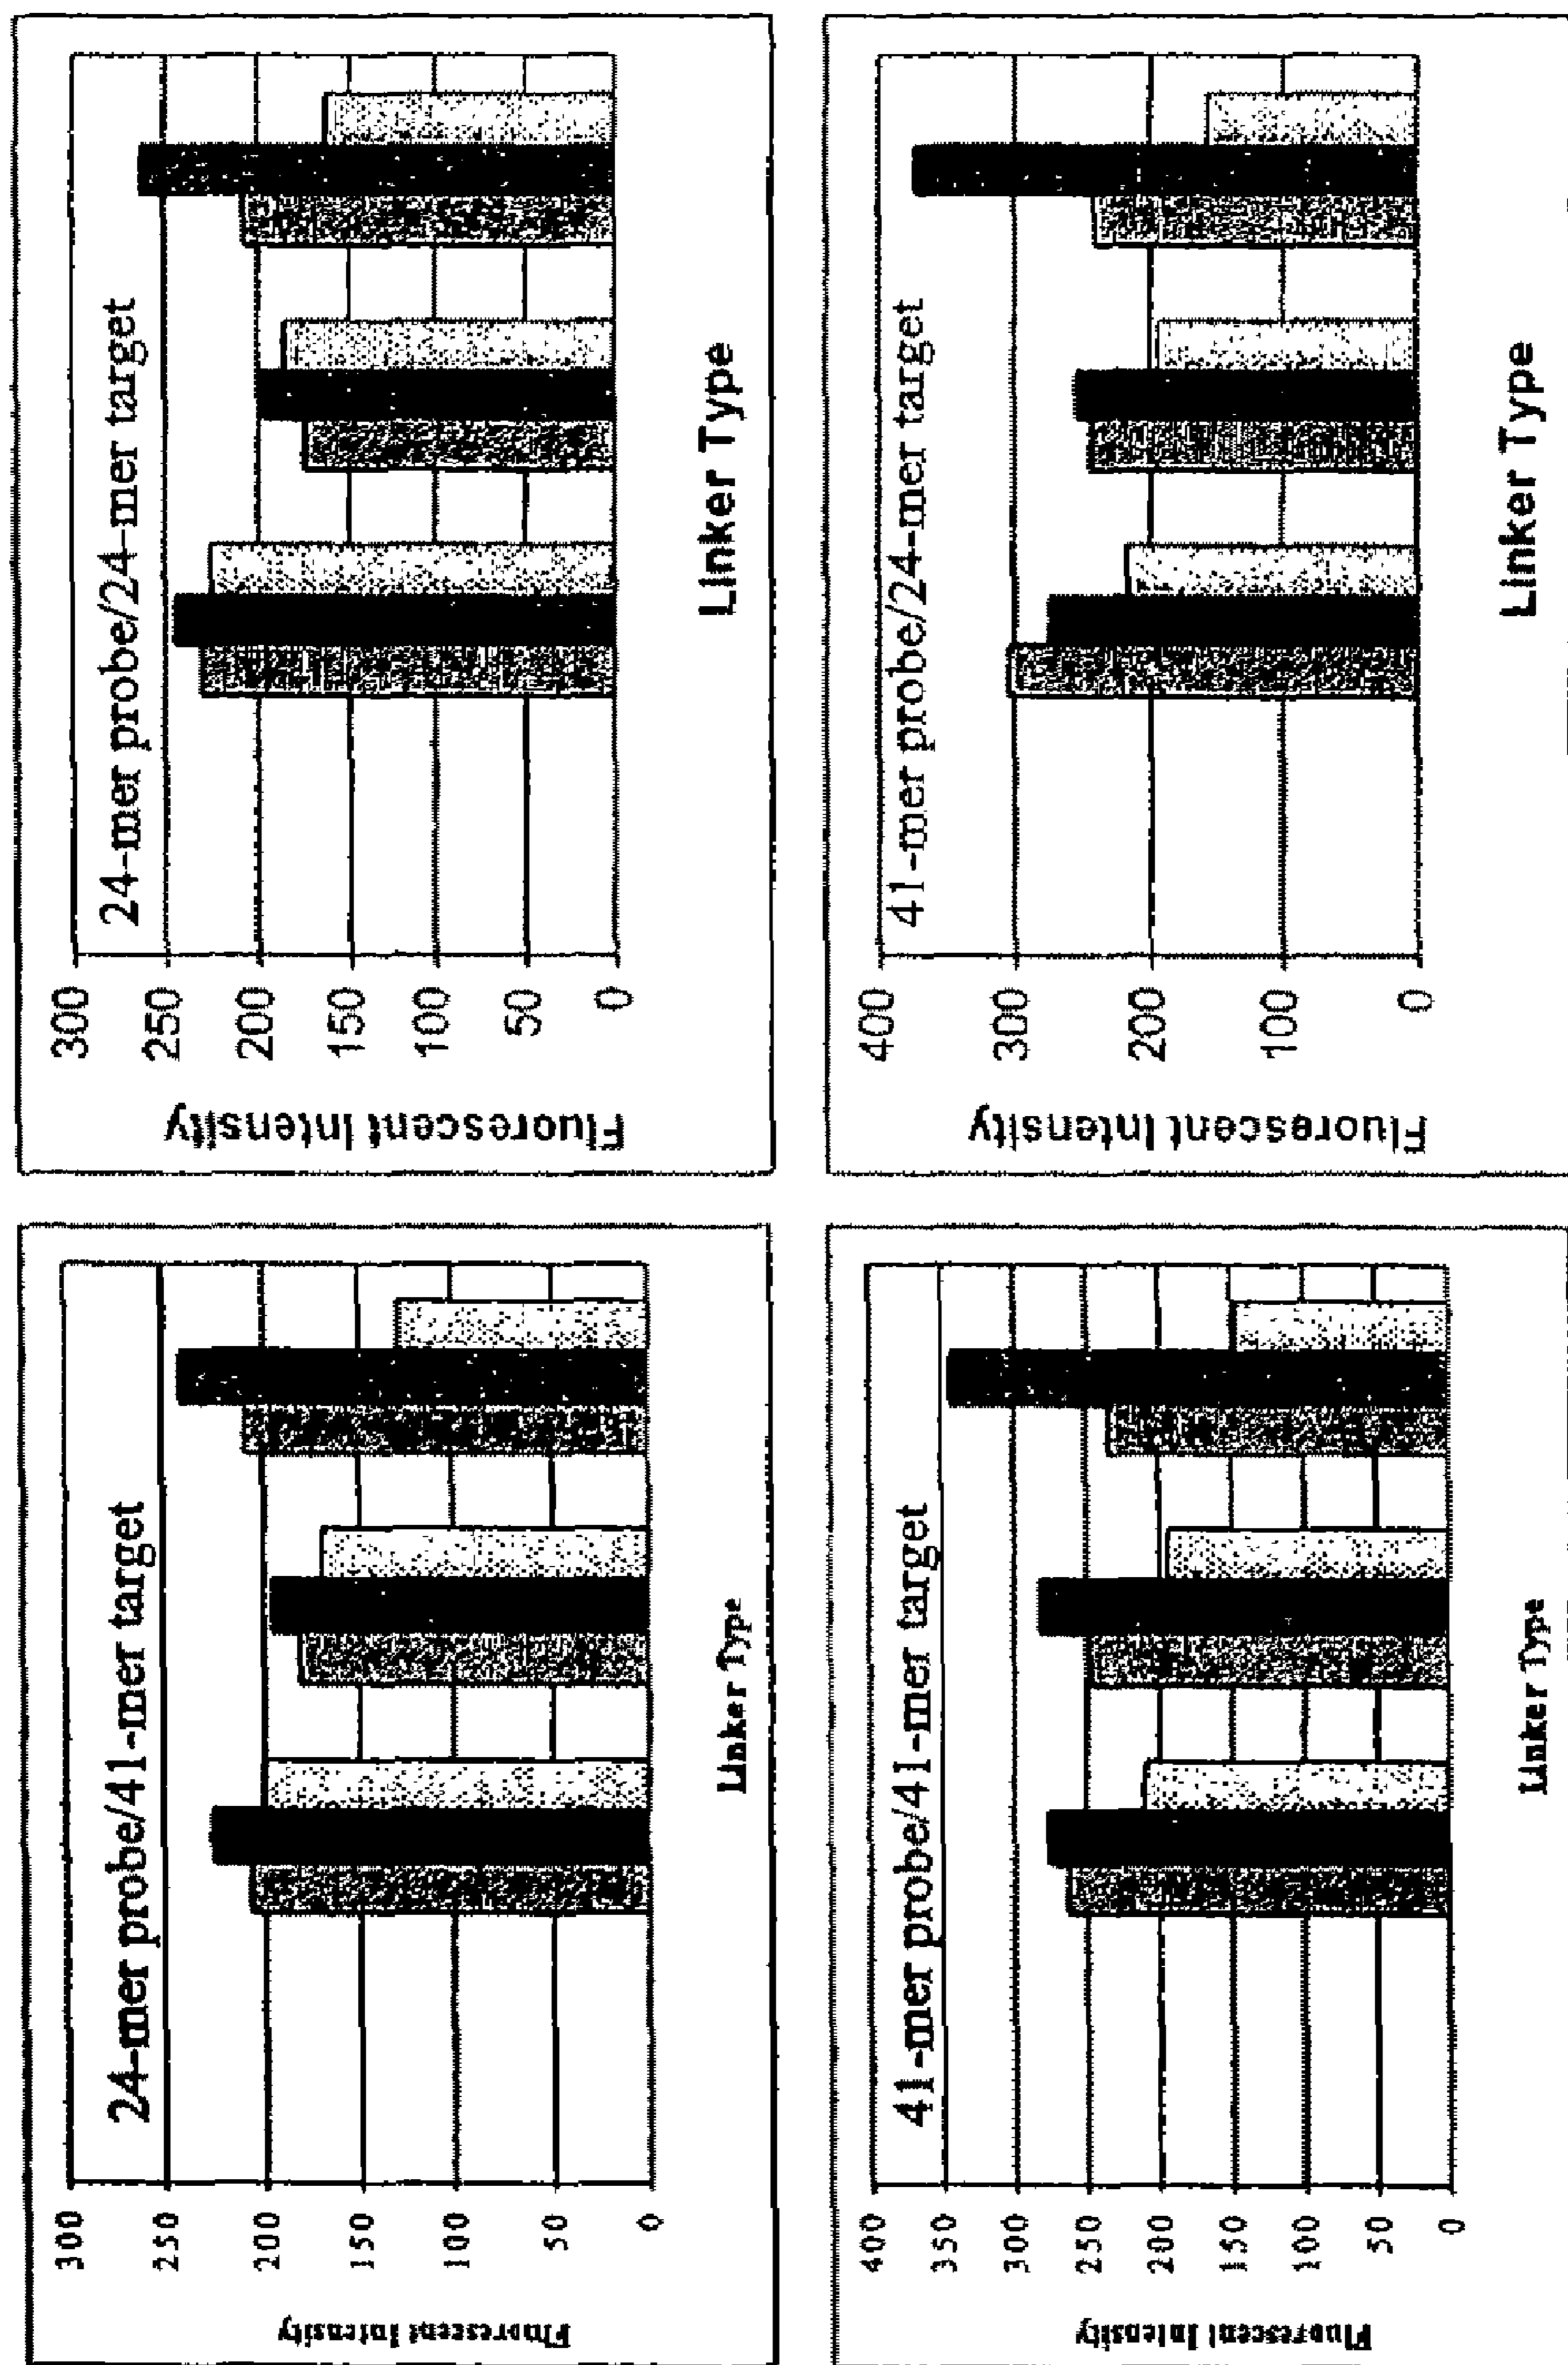 24-mer probe/41-mer target
Fluorescent Intensity
300
250
200
150
100
50
0
Linker Type
24-mer probe/24-mer target
Fluorescent Intensity
300
250
200
150
100
50
0
Linker Type
41-mer probe/41-mer target
Fluorescent Intensity
400
350
300
250
200
150
100
50
0
Linker Type
41-mer probe/24-mer target
Fluorescent Intensity
400
300
200
100
0
Linker Type